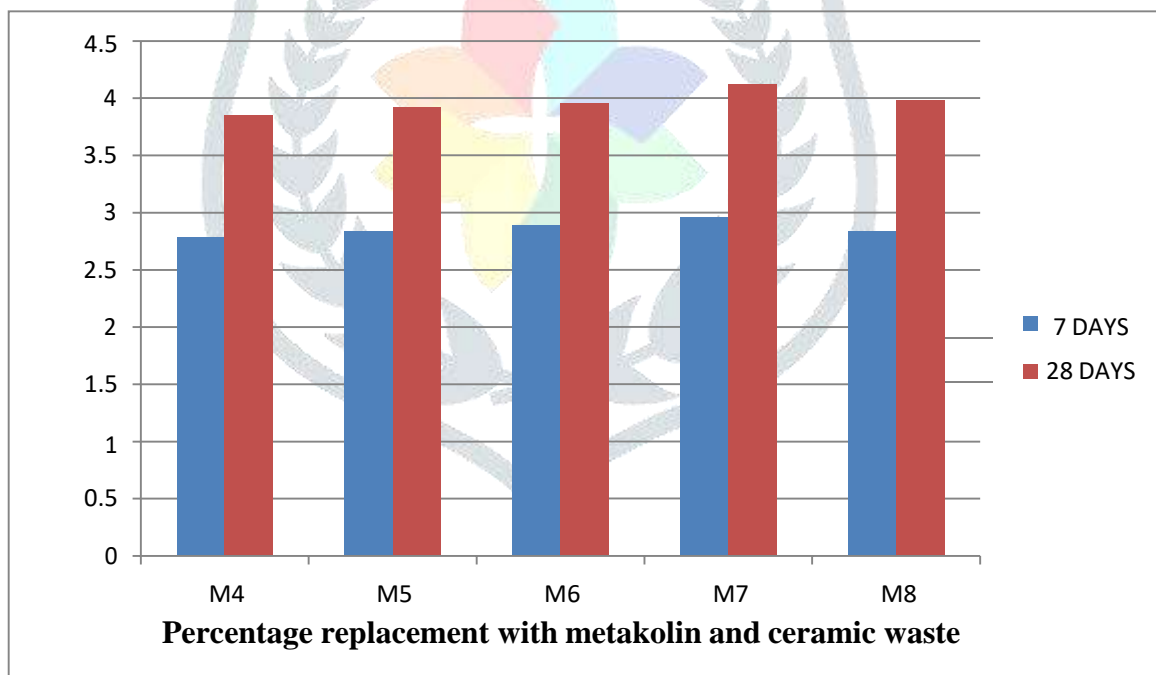 4.5
4
3.5
3
2.5
2
1.5
1
0.5
0
M4 M5 M6 M7 M8
Percentage replacement with metakolin and ceramic waste
7 DAYS
28 DAYS